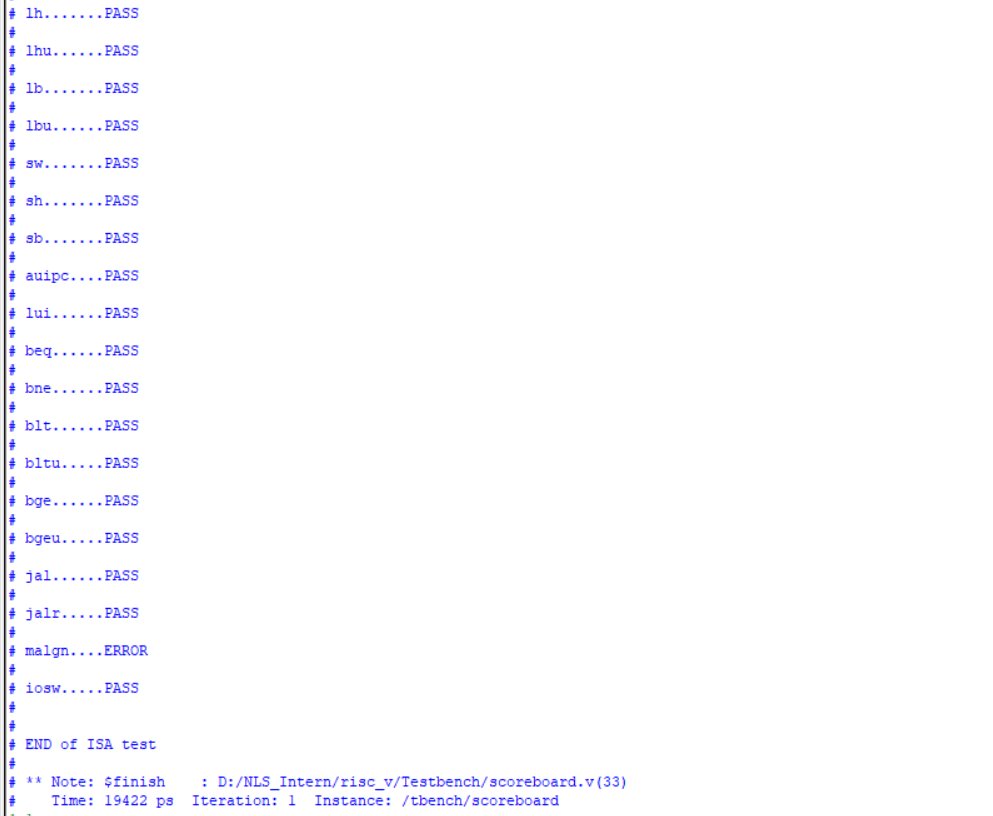 # lh.......PASS
#
# lhu......PASS
#
# lb.......PASS
#
# lbu......PASS
#
# sw.......PASS
#
# sh.......PASS
#
# sb.......PASS
#
# auipc....PASS
#
# lui......PASS
#
# beq......PASS
#
# bne......PASS
#
# blt......PASS
#
# bltu.....PASS
#
# bge......PASS
#
# bgeu.....PASS
#
# jal......PASS
#
# jalr.....PASS
#
# malgn....ERROR
#
# iosw.....PASS
#
#
# END of ISA test
#
# ** Note: $finish    : D:/NLS_Intern/risc_v/Testbench/scoreboard.v(33)
#    Time: 19422 ps  Iteration: 1  Instance: /tbench/scoreboard